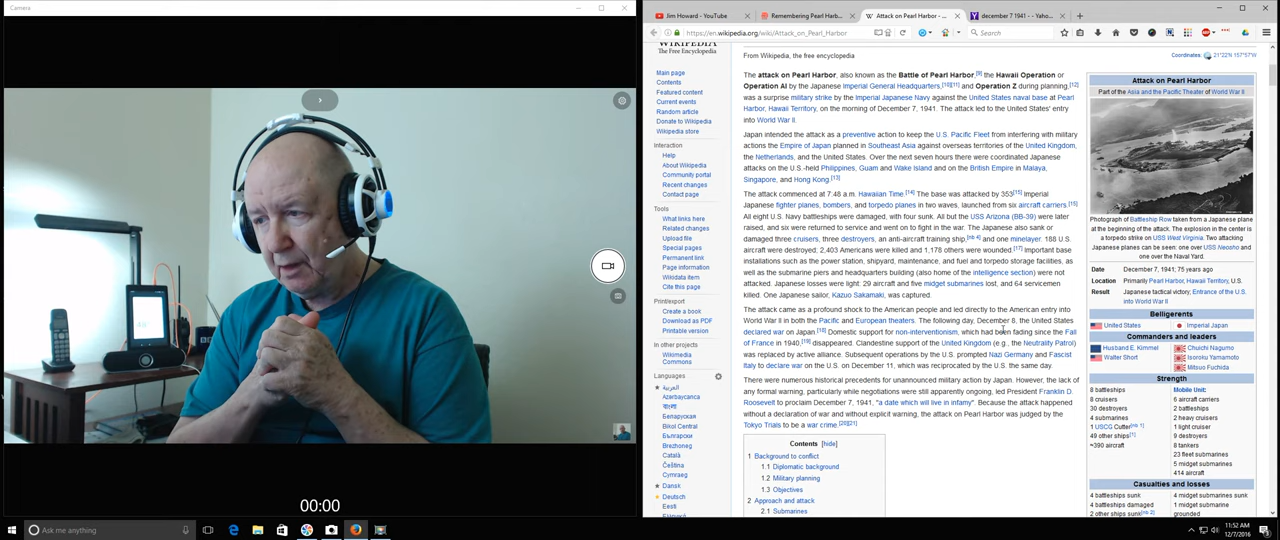 Camera
00:00
Jim Howard - YouTube
Remembering Pearl Harb...
Attack on Pearl Harbor - ...
december 7 1941 - - Yaho...
https://en.wikipedia.org/wiki/Attack_on_Pearl_Harbor
Search
WIKIPEDIA
The Free Encyclopedia
Main page
Contents
Featured content
Current events
Random article
Donate to Wikipedia
Wikipedia store
Interaction
Help
About Wikipedia
Community portal
Recent changes
Contact page
Tools
What links here
Related changes
Upload file
Special pages
Permanent link
Page information
Wikidata item
Cite this page
Print/export
Create a book
Download as PDF
Printable version
In other projects
Wikimedia
Commons
Languages
العربية
Azərbaycanca
বাংলা
Беларуская
Bikol Central
Български
Brezhoneg
Català
Čeština
Cymraeg
Dansk
Deutsch
Eesti
From Wikipedia, the free encyclopedia
Coordinates: 21°22′N 157°57′W
The attack on Pearl Harbor, also known as the Battle of Pearl Harbor,[9] the Hawaii Operation or
Operation AI by the Japanese Imperial General Headquarters,[10][11] and Operation Z during planning,[12]
was a surprise military strike by the Imperial Japanese Navy against the United States naval base at Pearl
Harbor, Hawaii Territory, on the morning of December 7, 1941. The attack led to the United States' entry
into World War II.
Japan intended the attack as a preventive action to keep the U.S. Pacific Fleet from interfering with military
actions the Empire of Japan planned in Southeast Asia against overseas territories of the United Kingdom,
the Netherlands, and the United States. Over the next seven hours there were coordinated Japanese
attacks on the U.S.-held Philippines, Guam and Wake Island and on the British Empire in Malaya,
Singapore, and Hong Kong.[13]
The attack commenced at 7:48 a.m. Hawaiian Time.[14] The base was attacked by 353[15] Imperial
Japanese fighter planes, bombers, and torpedo planes in two waves, launched from six aircraft carriers.[15]
All eight U.S. Navy battleships were damaged, with four sunk. All but the USS Arizona (BB-39) were later
raised, and six were returned to service and went on to fight in the war. The Japanese also sank or
damaged three cruisers, three destroyers, an anti-aircraft training ship,[nb 4] and one minelayer. 188 U.S.
aircraft were destroyed; 2,403 Americans were killed and 1,178 others were wounded.[17] Important base
installations such as the power station, shipyard, maintenance, and fuel and torpedo storage facilities, as
well as the submarine piers and headquarters building (also home of the intelligence section) were not
attacked. Japanese losses were light: 29 aircraft and five midget submarines lost, and 64 servicemen
killed. One Japanese sailor, Kazuo Sakamaki, was captured.
The attack came as a profound shock to the American people and led directly to the American entry into
World War II in both the Pacific and European theaters. The following day, December 8, the United States
declared war on Japan.[18] Domestic support for non-interventionism, which had been fading since the Fall
of France in 1940,[19] disappeared. Clandestine support of the United Kingdom (e.g., the Neutrality Patrol)
was replaced by active alliance. Subsequent operations by the U.S. prompted Nazi Germany and Fascist
Italy to declare war on the U.S. on December 11, which was reciprocated by the U.S. the same day.
There were numerous historical precedents for unannounced military action by Japan. However, the lack of
any formal warning, particularly while negotiations were still apparently ongoing, led President Franklin D.
Roosevelt to proclaim December 7, 1941, "a date which will live in infamy". Because the attack happened
without a declaration of war and without explicit warning, the attack on Pearl Harbor was judged by the
Tokyo Trials to be a war crime.[20][21]
Contents [hide]
1 Background to conflict
1.1 Diplomatic background
1.2 Military planning
1.3 Objectives
2 Approach and attack
2.1 Submarines
Attack on Pearl Harbor
Part of the Asia and the Pacific Theater of World War II
Photograph of Battleship Row taken from a Japanese plane
at the beginning of the attack. The explosion in the center is
a torpedo strike on USS West Virginia. Two attacking
Japanese planes can be seen: one over USS Neosho and
one over the Naval Yard.
Date December 7, 1941; 75 years ago
Location Primarily Pearl Harbor, Hawaii Territory, U.S.
Result Japanese tactical victory; Entrance of the U.S.
into World War II
Belligerents
United States Imperial Japan
Commanders and leaders
Husband E. Kimmel Chuichi Nagumo
Walter Short Isoroku Yamamoto
Mitsuo Fuchida
Strength
8 battleships
8 cruisers
30 destroyers
4 submarines
1 USCG Cutter[nb 1]
49 other ships[1]
≈390 aircraft
Mobile Unit:
6 aircraft carriers
2 battleships
2 heavy cruisers
1 light cruiser
9 destroyers
8 tankers
23 fleet submarines
5 midget submarines
414 aircraft
Casualties and losses
4 battleships sunk
4 battleships damaged
2 other ships sunk[nb 2]
4 midget submarines sunk
1 midget submarine
grounded
Ask me anything
11:52 AM
12/7/2016